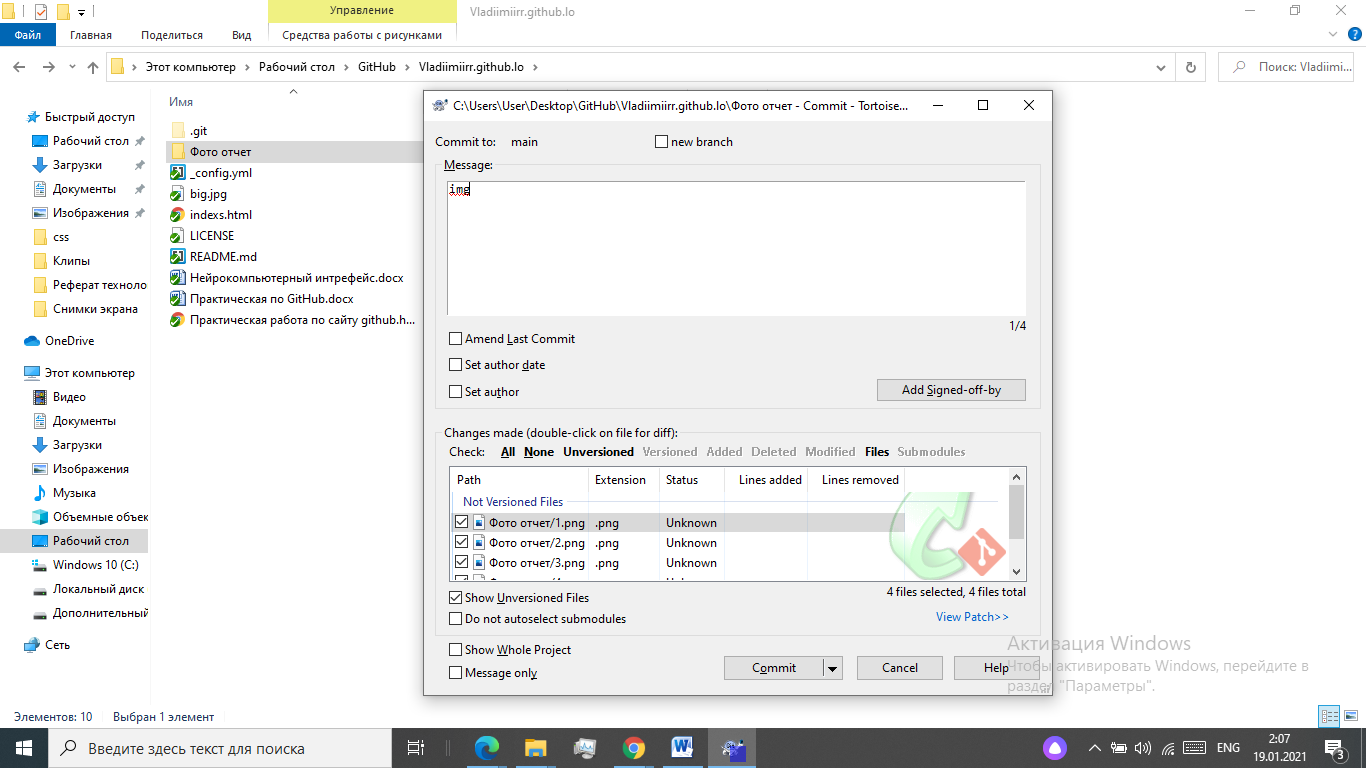 Управление
Vladiimiirr.github.Io
Файл
Главная
Поделиться
Вид
Средства работы с рисунками
Этот компьютер
Рабочий стол
GitHub
Vladiimiirr.github.Io
Поиск: Vladiimi...
Быстрый доступ
Рабочий стол
Загрузки
Документы
Изображения
css
Клипы
Реферат техноло
Снимки экрана
OneDrive
Этот компьютер
Видео
Документы
Загрузки
Изображения
Музыка
Объемные объек
Рабочий стол
Windows 10 (C:)
Локальный диск
Дополнительный
Сеть
Имя
.git
Фото отчет
_config.yml
big.jpg
indexs.html
LICENSE
README.md
Нейрокомпьютерный интрефейс.docx
Практическая по GitHub.docx
Практическая работа по сайту github.h...
C:\Users\User\Desktop\GitHub\Vladiimiirr.github.Io\Фото отчет - Commit - Tortoise...
Commit to: main
new branch
Message:
img
1/4
Amend Last Commit
Set author date
Set author
Add Signed-off-by
Changes made (double-click on file for diff):
Check: All None Unversioned Versioned Added Deleted Modified Files Submodules
Path Extension Status Lines added Lines removed
Not Versioned Files
Фото отчет/1.png .png Unknown
Фото отчет/2.png .png Unknown
Фото отчет/3.png .png Unknown
Show Unversioned Files
4 files selected, 4 files total
Do not autoselect submodules
View Patch>>
Show Whole Project
Message only
Commit
Cancel
Help
Активация Windows
Чтобы активировать Windows, перейдите в
раздел "Параметры".
Элементов: 10
Выбран 1 элемент
Введите здесь текст для поиска
ENG
2:07
19.01.2021
3